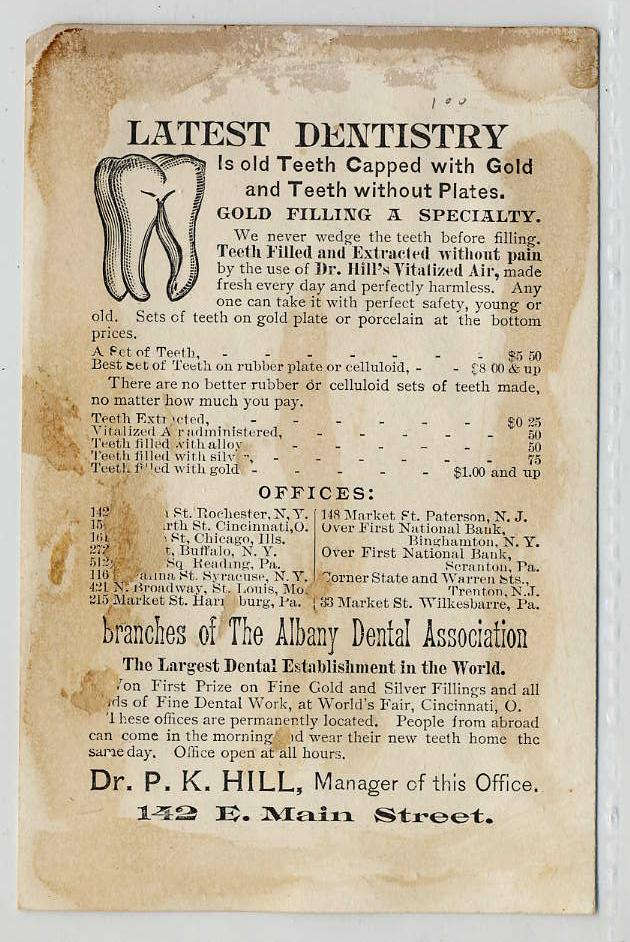 100
LATEST DENTISTRY
Is old Teeth Capped with Gold
and Teeth without Plates.
GOLD FILLING A SPECIALTY.
We never wedge the teeth before filling.
Teeth Filled and Extracted without pain
by the use of Dr. Hill's Vitalized Air, made
fresh every day and perfectly harmless. Any
one can take it with perfect safety, young or
old. Sets of teeth on gold plate or porcelain at the bottom
prices.
A Set of Teeth, - - - - - - - $5 50
Best set of Teeth on rubber plate or celluloid, - - $8 00 & up
There are no better rubber or celluloid sets of teeth made,
no matter how much you pay.
Teeth Extracted, - - - - - - $0 25
Vitalized Air administered, - - - - - 50
Teeth filled with alloy - - - - - - 50
Teeth filled with silver, - - - - - - 75
Teeth filled with gold - - - - $1.00 and up
OFFICES:
142 St. Rochester, N. Y.
St. Cincinnati, O.
St, Chicago, Ills.
Buffalo, N. Y.
Sq Reading, Pa.
116 St. Syracuse, N. Y.
421 N. Broadway, St. Louis, Mo.
215 Market St. Harrisburg, Pa.
148 Market St. Paterson, N. J.
Over First National Bank,
Binghamton, N. Y.
Over First National Bank,
Scranton, Pa.
Corner State and Warren Sts.,
Trenton, N.J.
33 Market St. Wilkesbarre, Pa.
branches of The Albany Dental Association
The Largest Dental Establishment in the World.
Won First Prize on Fine Gold and Silver Fillings and all
of Fine Dental Work, at World's Fair, Cincinnati, O.
These offices are permanently located. People from abroad
can come in the morning and wear their new teeth home the
same day. Office open at all hours.
Dr. P. K. HILL, Manager of this Office.
142 E. Main Street.